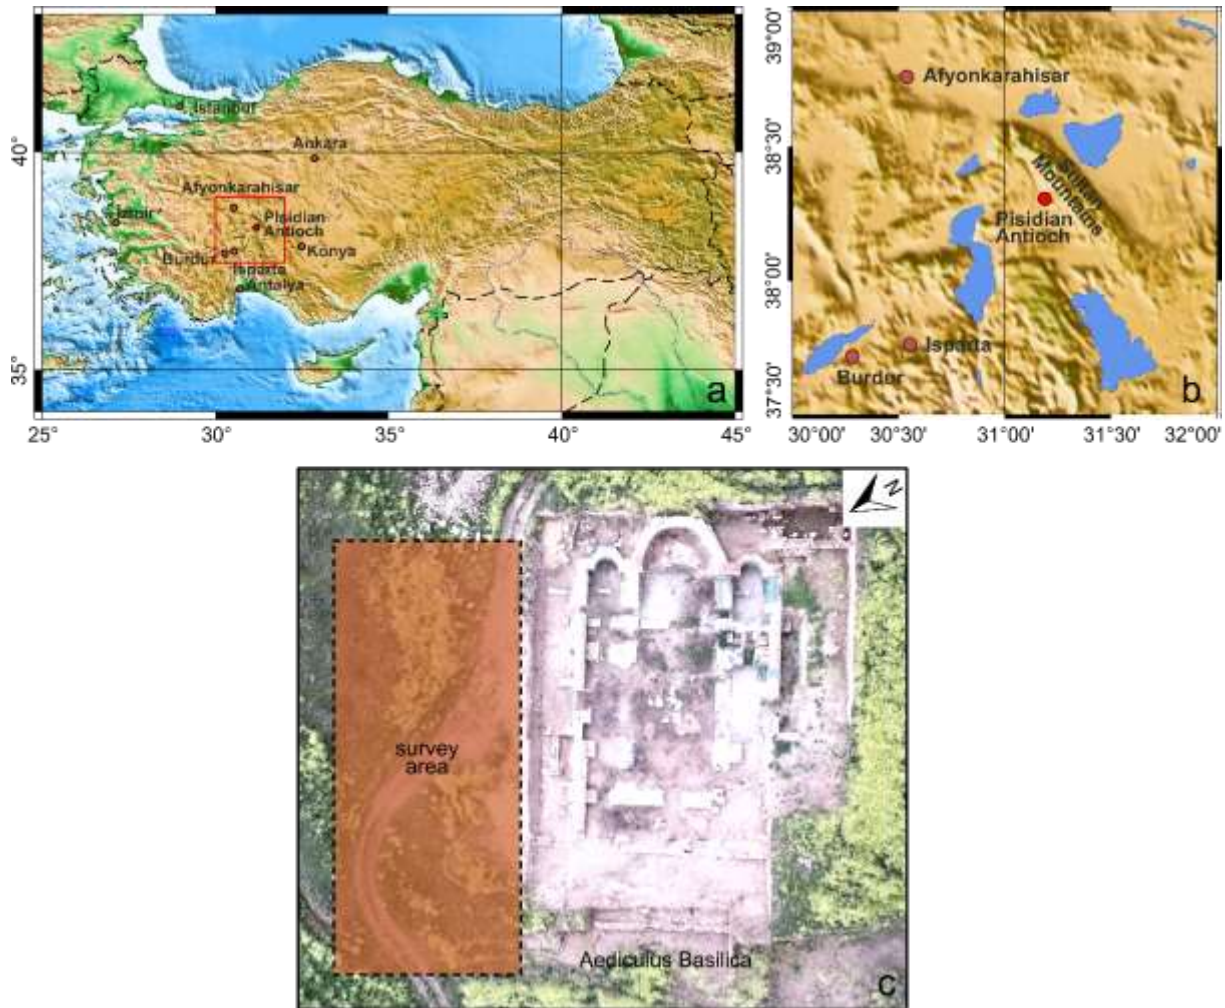 İstanbul
Ankara
40°
Afyonkarahisar
İzmir
Pisidian
Antioch
Burdur
Konya
Isparta
Antalya
35°
a
25
30°
35°
40°
45°
39°00'
Afyonkarahisar
38°30'
Sultan
Mountains
Pisidian
Antioch
38°00'
Isparta
Burdur
37°30'
b
30°00'
30°30'
31°00'
31°30'
32°00'
N
survey
area
Aediculus Basilica
c